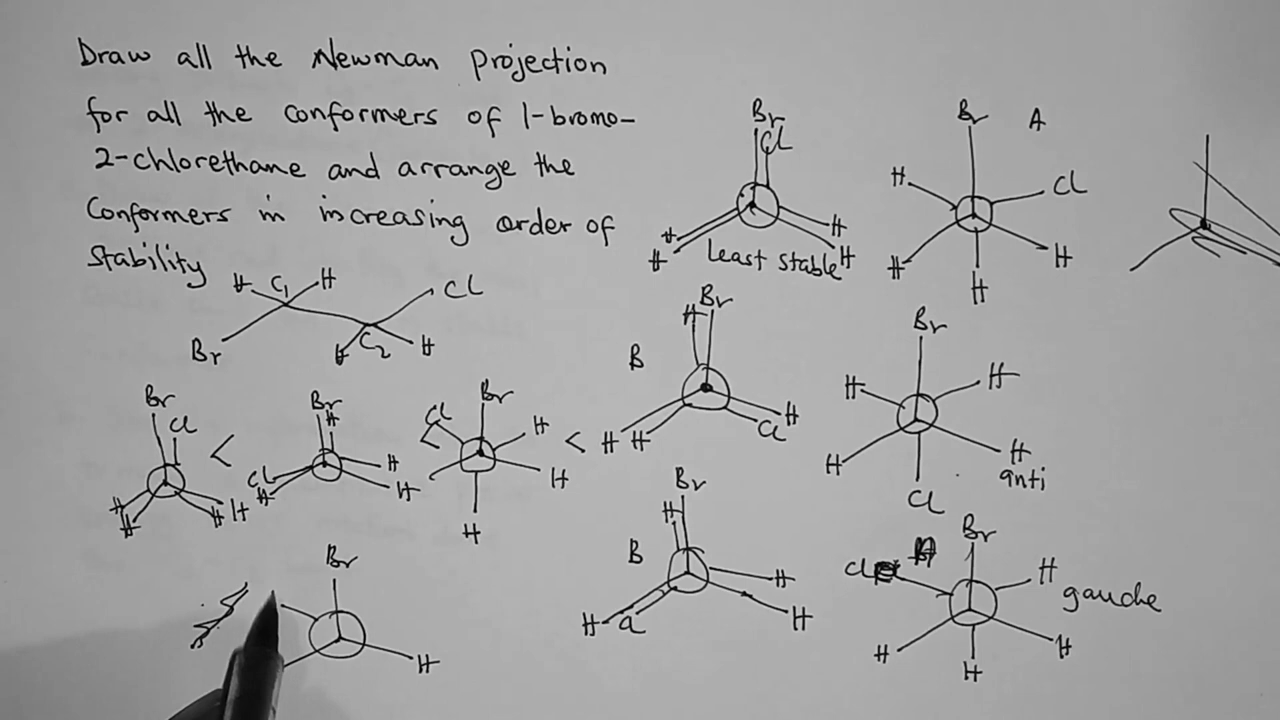 Draw all the Newman projection
for all the conformers of 1-bromo-
2-chlorethane and arrange the
conformers in increasing order of
stability
H C1 H Cl
Br H C2 H
Br
Cl
H H
H H
Least stable
Br A
H Cl
H H
H
B H Br
H H H
Cl
Br
H H
H H
anti
Cl
Br
Cl
H H
H H
<
Br
H
Cl H
H H
<
Cl Br
H
H
H
<
B Br
H
H
H Cl H
Br
Cl H
gauche
H H
H
Br
H